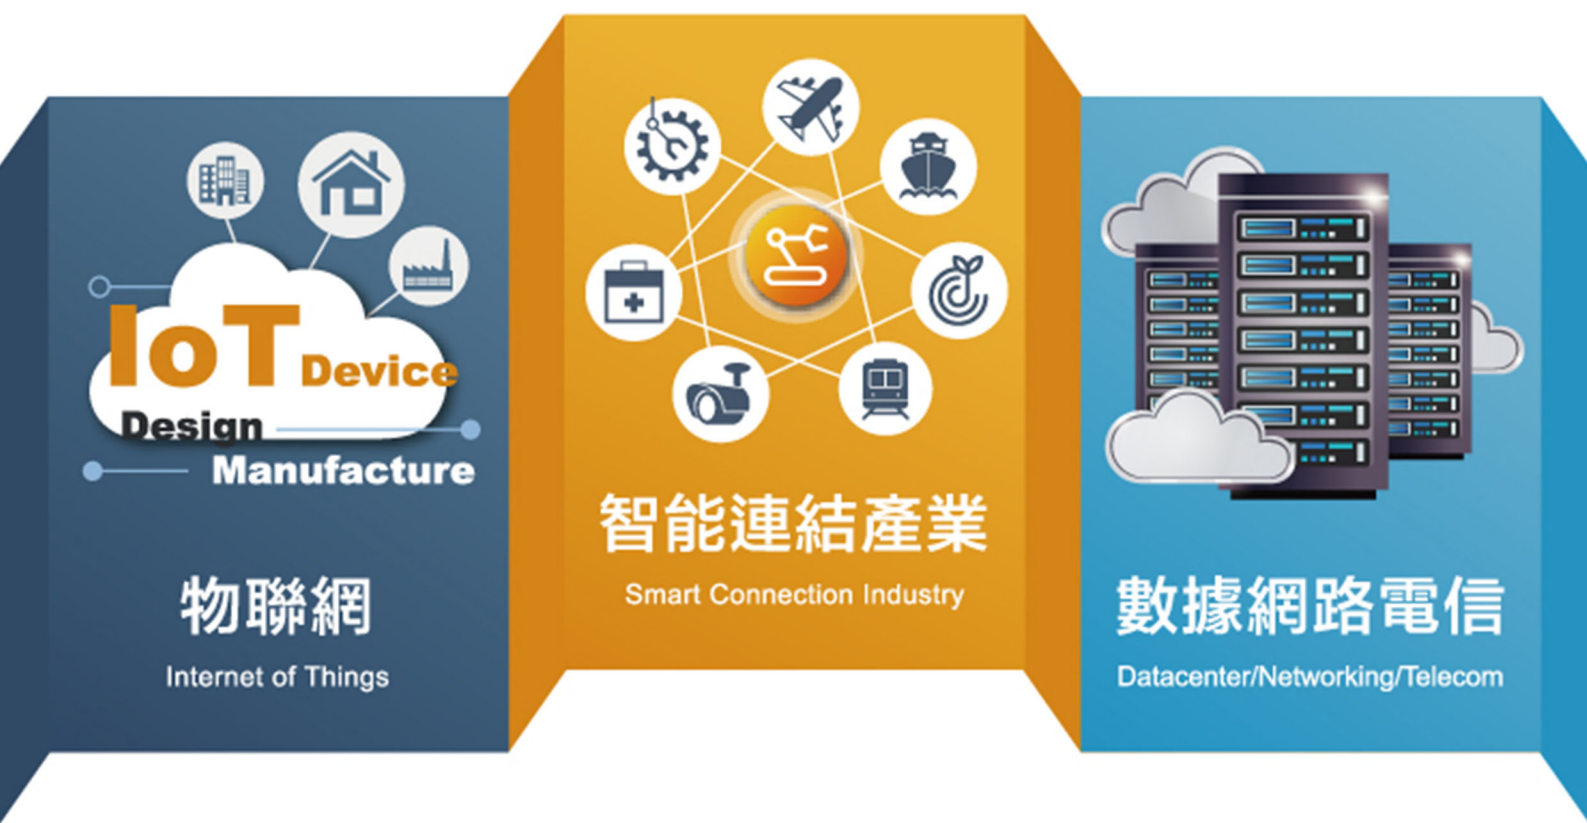 IoT Device
Design
Manufacture
物聯網
Internet of Things
智能連結產業
Smart Connection Industry
數據網路電信
Datacenter/Networking/Telecom